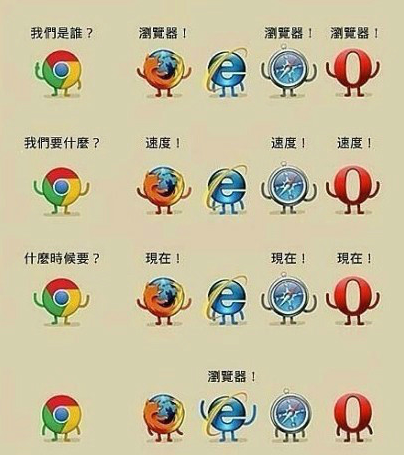 我們是誰？ 瀏覽器！ 瀏覽器！ 瀏覽器！
我們要什麼？ 速度！ 速度！ 速度！
什麼時候要？ 現在！ 現在！ 現在！
瀏覽器！